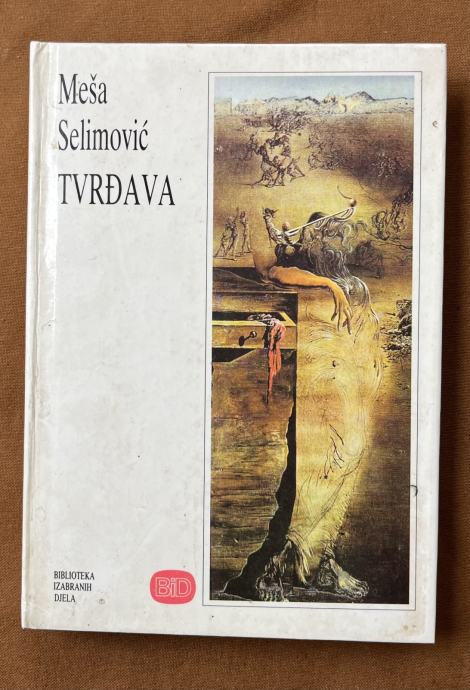 Meša
Selimović
TVRĐAVA
BIBLIOTEKA
IZABRANIH
DJELA
BiD